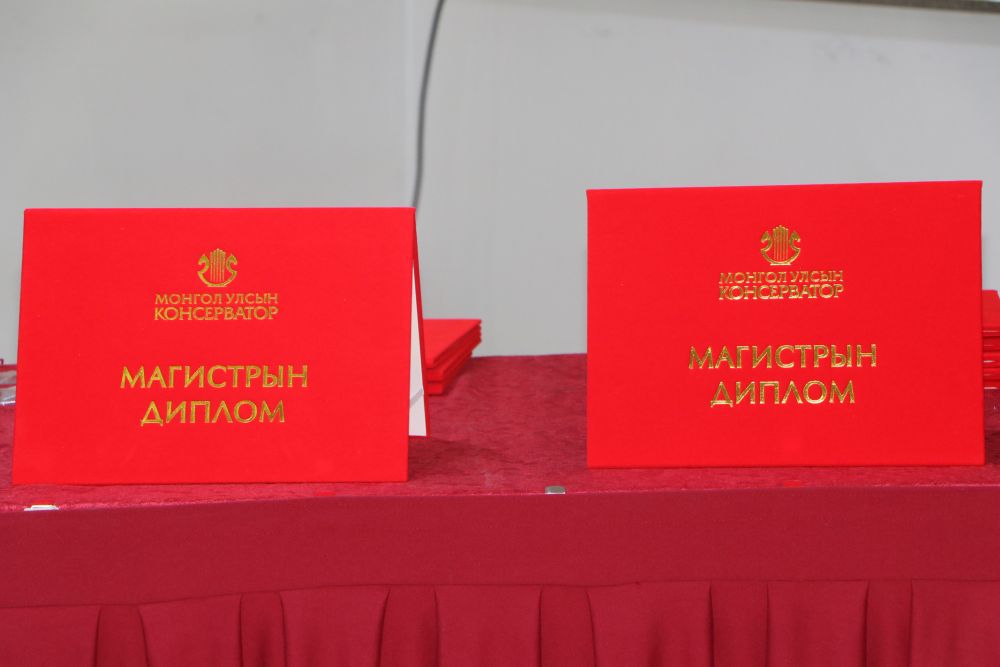 МОНГОЛ УЛСЫН
КОНСЕРВАТОР
МАГИСТРЫН
ДИПЛОМ
МОНГОЛ УЛСЫН
КОНСЕРВАТОР
МАГИСТРЫН
ДИПЛОМ